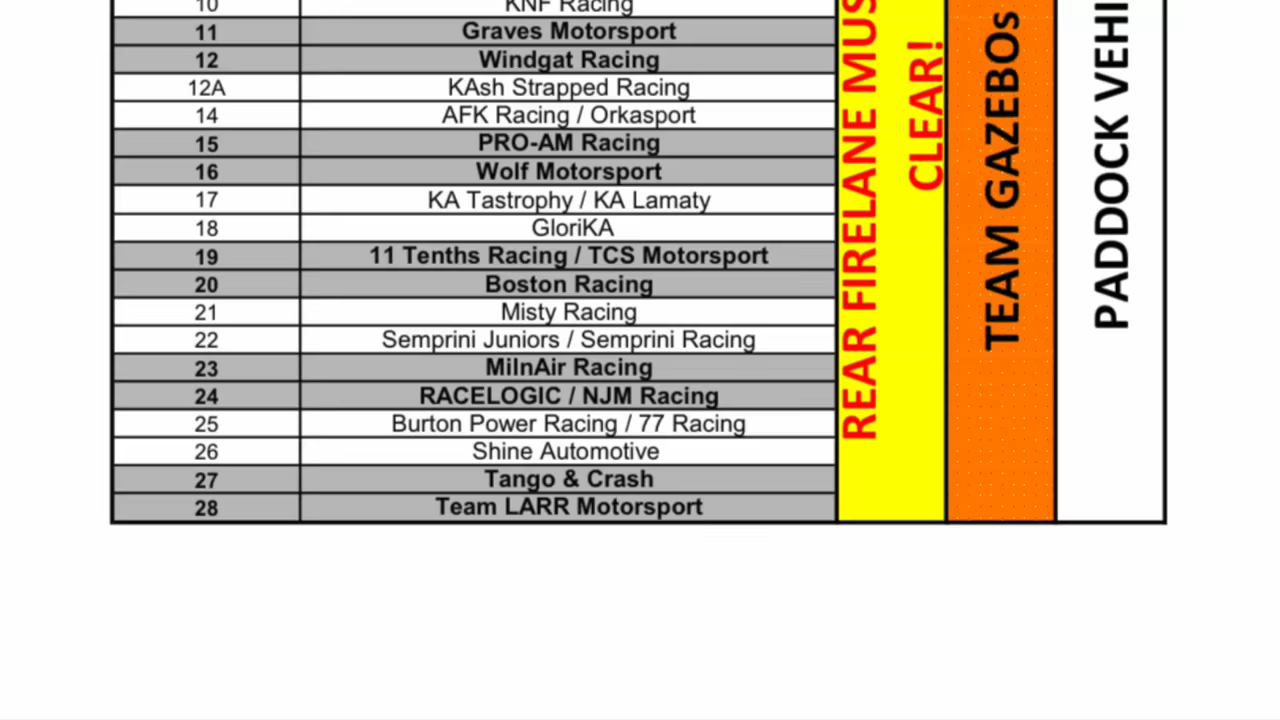 10 KNF Racing
11 Graves Motorsport
12 Windgat Racing
12A KAsh Strapped Racing
14 AFK Racing / Orkasport
15 PRO-AM Racing
16 Wolf Motorsport
17 KA Tastrophy / KA Lamaty
18 GloriKA
19 11 Tenths Racing / TCS Motorsport
20 Boston Racing
21 Misty Racing
22 Semprini Juniors / Semprini Racing
23 MilnAir Racing
24 RACELOGIC / NJM Racing
25 Burton Power Racing / 77 Racing
26 Shine Automotive
27 Tango & Crash
28 Team LARR Motorsport
REAR FIRELANE MUS
CLEAR!
TEAM GAZEBOs
PADDOCK VEHI